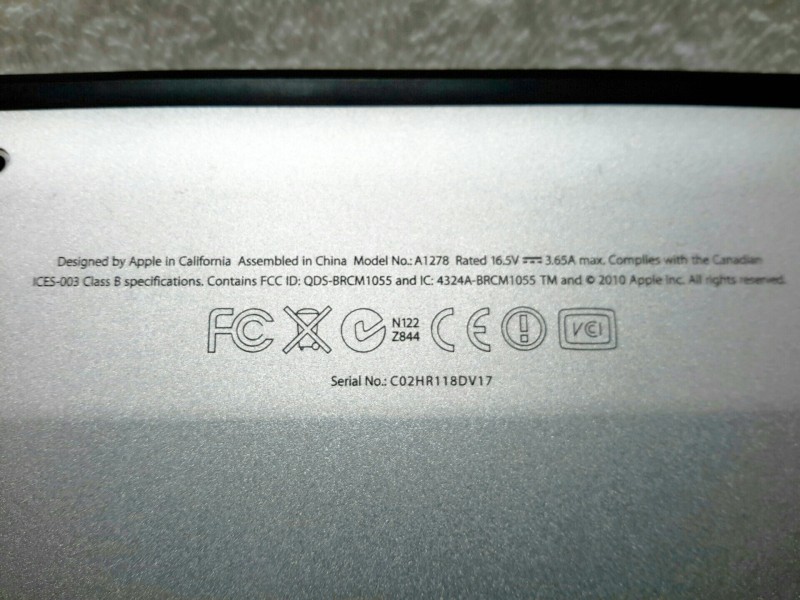 Designed by Apple in California Assembled in China Model No.: A1278 Rated 16.5V ⎓ 3.65A max. Complies with the Canadian
ICES-003 Class B specifications. Contains FCC ID: QDS-BRCM1055 and IC: 4324A-BRCM1055 TM and © 2010 Apple Inc. All rights reserved.
FC N122 CE VCI
Z844
Serial No.: C02HR118DV17